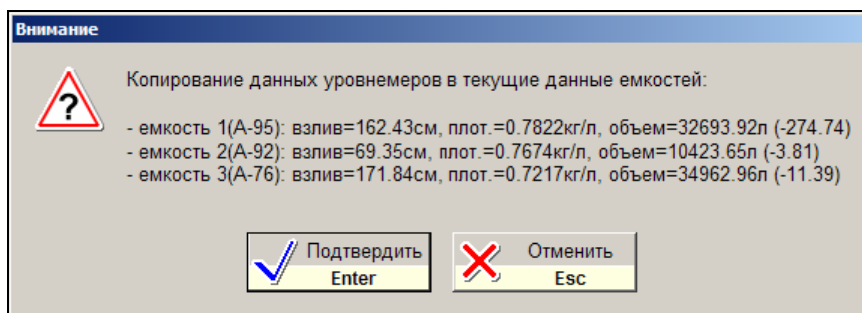 Внимание
?
Копирование данных уровнемеров в текущие данные емкостей:
- емкость 1(А-95): взлив=162.43см, плот.=0.7822кг/л, объем=32693.92л (-274.74)
- емкость 2(А-92): взлив=69.35см, плот.=0.7674кг/л, объем=10423.65л (-3.81)
- емкость 3(А-76): взлив=171.84см, плот.=0.7217кг/л, объем=34962.96л (-11.39)
Подтвердить
Enter
Отменить
Esc